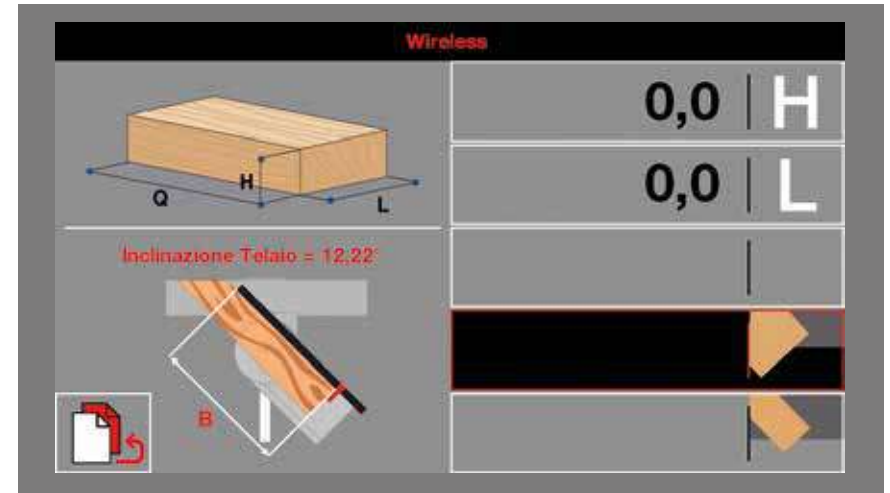 Wireless
0,0 H
0,0 L
H
Q
L
Inclinazione Telaio = 12,22
B